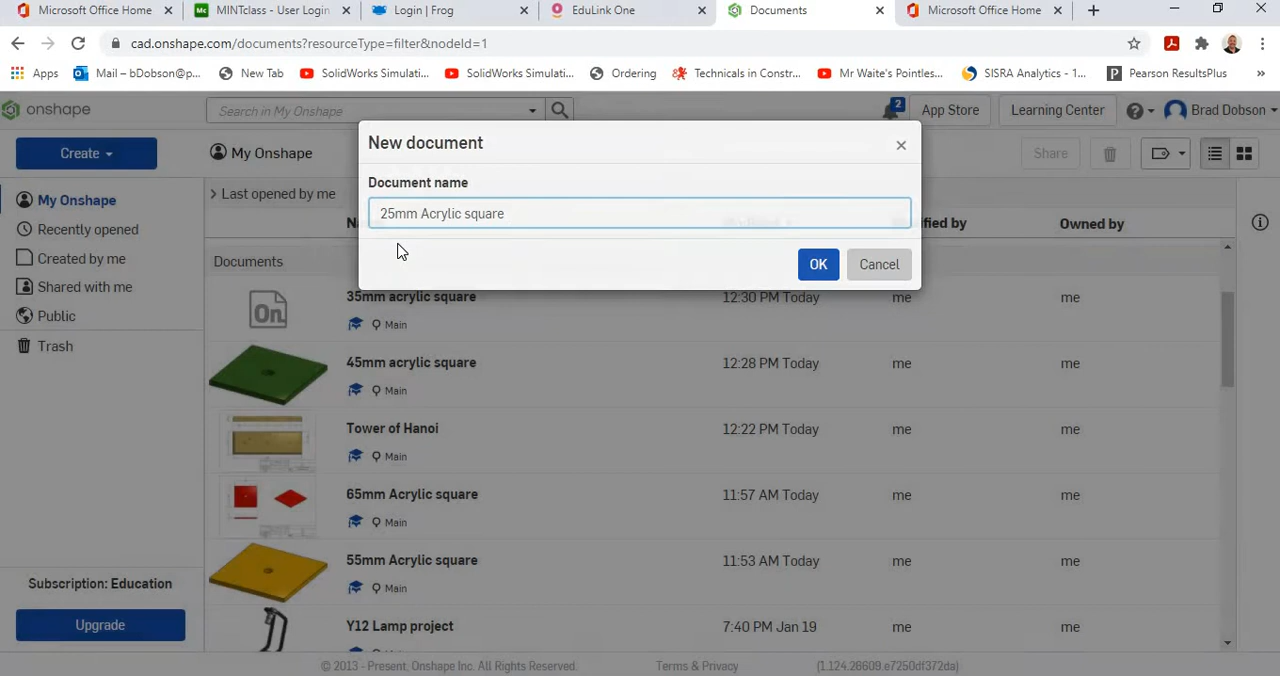 Microsoft Office Home
MINTclass - User Login
Login | Frog
EduLink One
Documents
Microsoft Office Home
cad.onshape.com/documents?resourceType=filter&nodeId=1
Apps
Mail – bDobson@p...
New Tab
SolidWorks Simulati...
SolidWorks Simulati...
Ordering
Technicals in Constr...
Mr Waite's Pointles...
SISRA Analytics - 1...
Pearson ResultsPlus
onshape
Search in My Onshape
2
App Store
Learning Center
Brad Dobson
Create
My Onshape
Share
New document
Document name
25mm Acrylic square
OK
Cancel
My Onshape
Recently opened
Created by me
Shared with me
Public
Trash
Last opened by me
Owned by
Documents
35mm acrylic square
12:30 PM Today
me
me
Main
45mm acrylic square
12:28 PM Today
me
me
Main
Tower of Hanoi
12:22 PM Today
me
me
Main
65mm Acrylic square
11:57 AM Today
me
me
Main
55mm Acrylic square
11:53 AM Today
me
me
Main
Y12 Lamp project
7:40 PM Jan 19
me
me
Subscription: Education
Upgrade
© 2013 - Present, Onshape Inc. All Rights Reserved.
Terms & Privacy
(1.124.26609.e7250df372da)